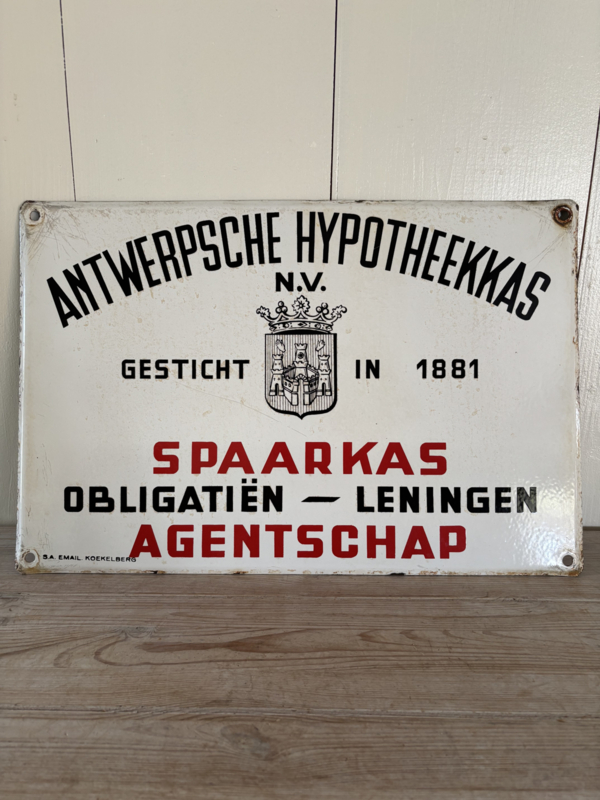 ANTWERPSCHE HYPOTHEEKKAS
N.V.
GESTICHT IN 1881
SPAARKAS
OBLIGATIËN — LENINGEN
AGENTSCHAP
S.A. EMAIL. KOEKELBERG